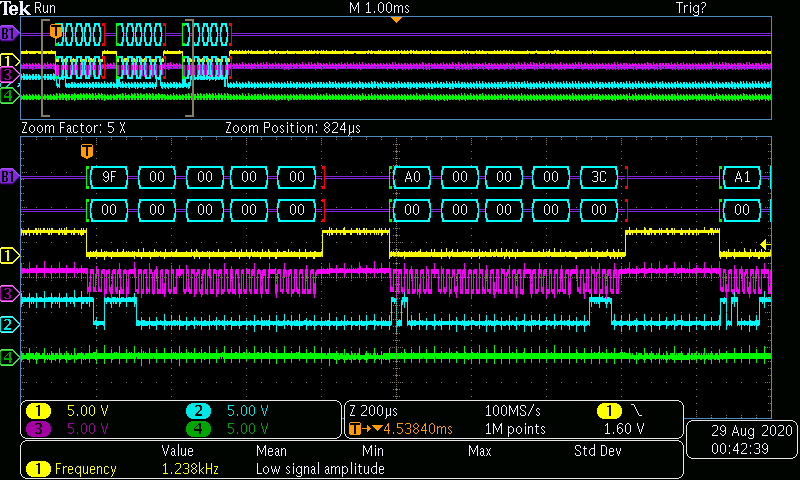 Tek Run M 1.00ms Trig?
B1
T
1
3
2
4
Zoom Factor: 5 X Zoom Position: 824µs
T
B1 9F 00 00 00 00 A0 00 00 00 3C A1
00 00 00 00 00 00 00 00 00 00 00
1
3
2
4
1 5.00 V 2 5.00 V Z 200µs 100MS/s 1
3 5.00 V 4 5.00 V T→▼4.53840ms 1M points 1.60 V
29 Aug 2020
00:42:39
Value Mean Min Max Std Dev
1 Frequency 1.238kHz Low signal amplitude